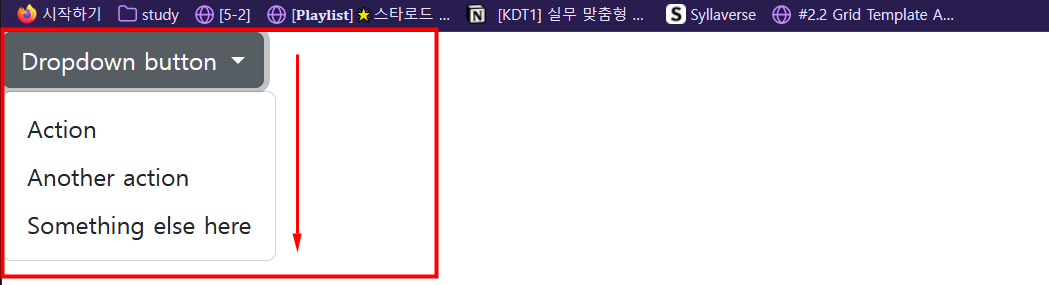 시작하기 study [5-2] [Playlist] ⭐스타로드 ... [KDT1] 실무 맞춤형 ... Syllaverse #2.2 Grid Template A...
Dropdown button
Action
Another action
Something else here